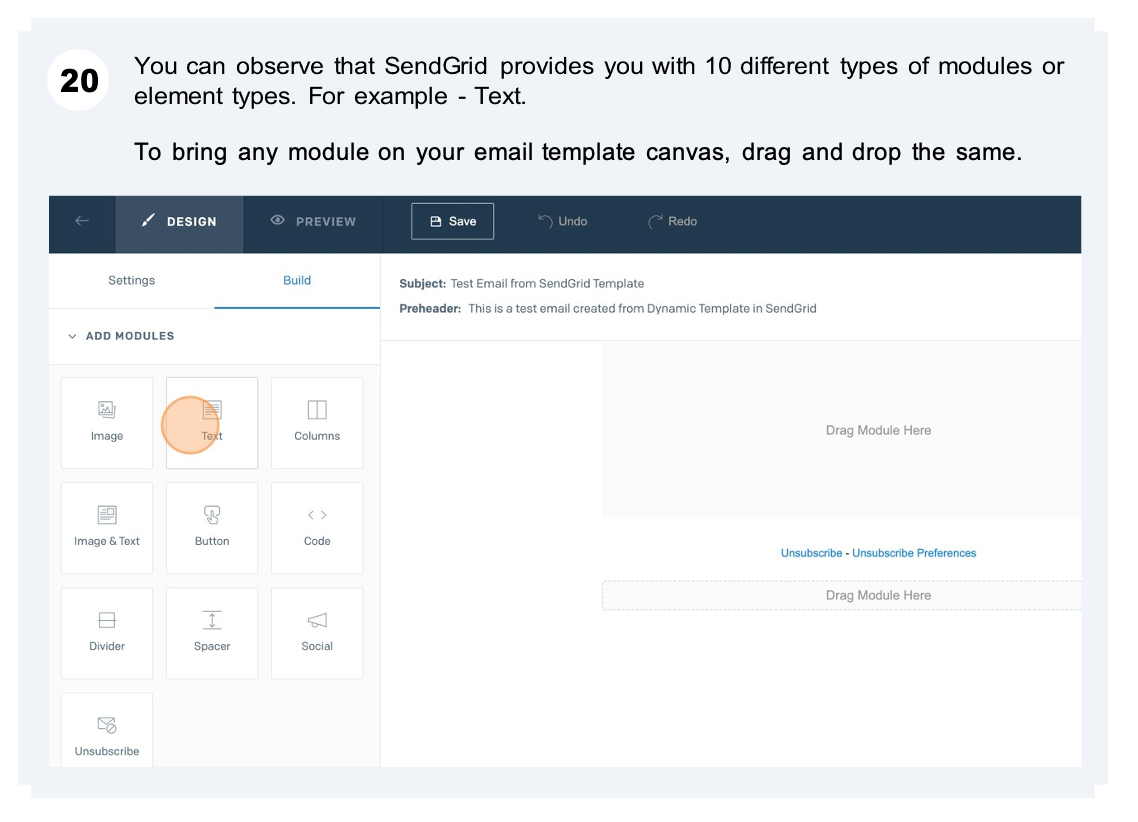 20
You can observe that SendGrid provides you with 10 different types of modules or
element types. For example - Text.
To bring any module on your email template canvas, drag and drop the same.
DESIGN PREVIEW Save Undo Redo
Settings Build
Subject: Test Email from SendGrid Template
Preheader: This is a test email created from Dynamic Template in SendGrid
ADD MODULES
Image Text Columns
Drag Module Here
Image & Text Button Code
Unsubscribe - Unsubscribe Preferences
Drag Module Here
Divider Spacer Social
Unsubscribe